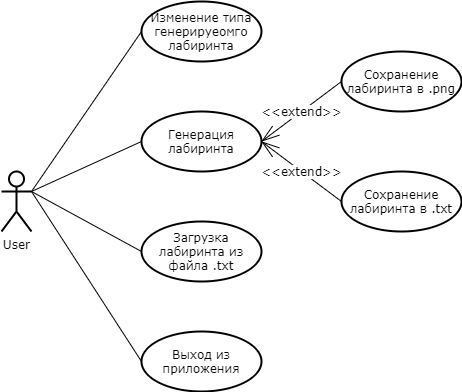 Изменение типа
генерируеомго
лабиринта
Сохранение
лабиринта в .png
<<extend>>
Генерация
лабиринта
<<extend>>
Сохранение
лабиринта в .txt
User
Загрузка
лабиринта из
файла .txt
Выход из
приложения